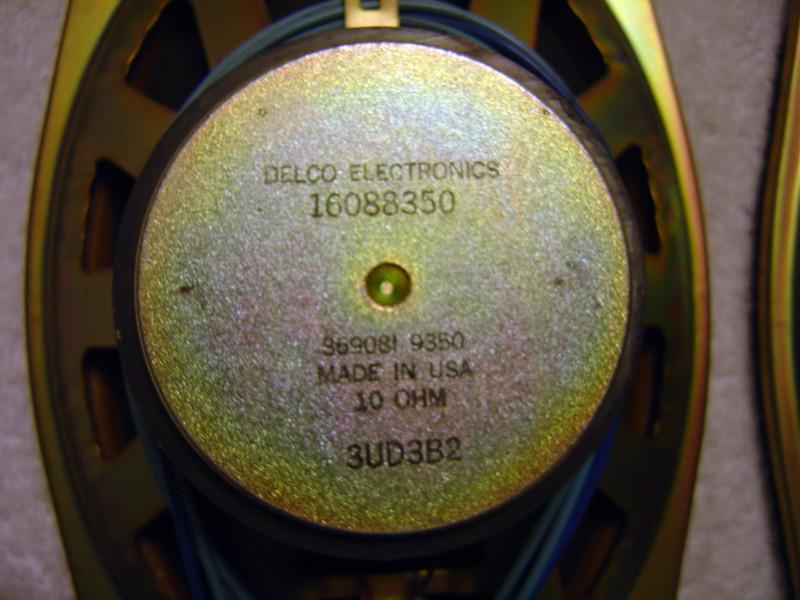 DELCO ELECTRONICS
16088350
369081 9350
MADE IN USA
10 OHM
3UD3B2